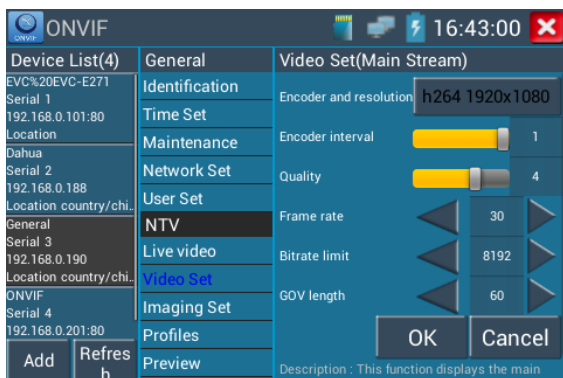 ONVIF
ONVIF
16:43:00
Device List(4)
EVC%20EVC-E271
Serial 1
192.168.0.101:80
Location
Dahua
Serial 2
192.168.0.188
Location country/chi..
General
Serial 3
192.168.0.190
Location country/chi..
ONVIF
Serial 4
192.168.0.201:80
Add
Refres
h
General
Identification
Time Set
Maintenance
Network Set
User Set
NTV
Live video
Video Set
Imaging Set
Profiles
Preview
Video Set(Main Stream)
Encoder and resolution h264 1920x1080
Encoder interval 1
Quality 4
Frame rate 30
Bitrate limit 8192
GOV length 60
OK Cancel
Description : This function displays the main